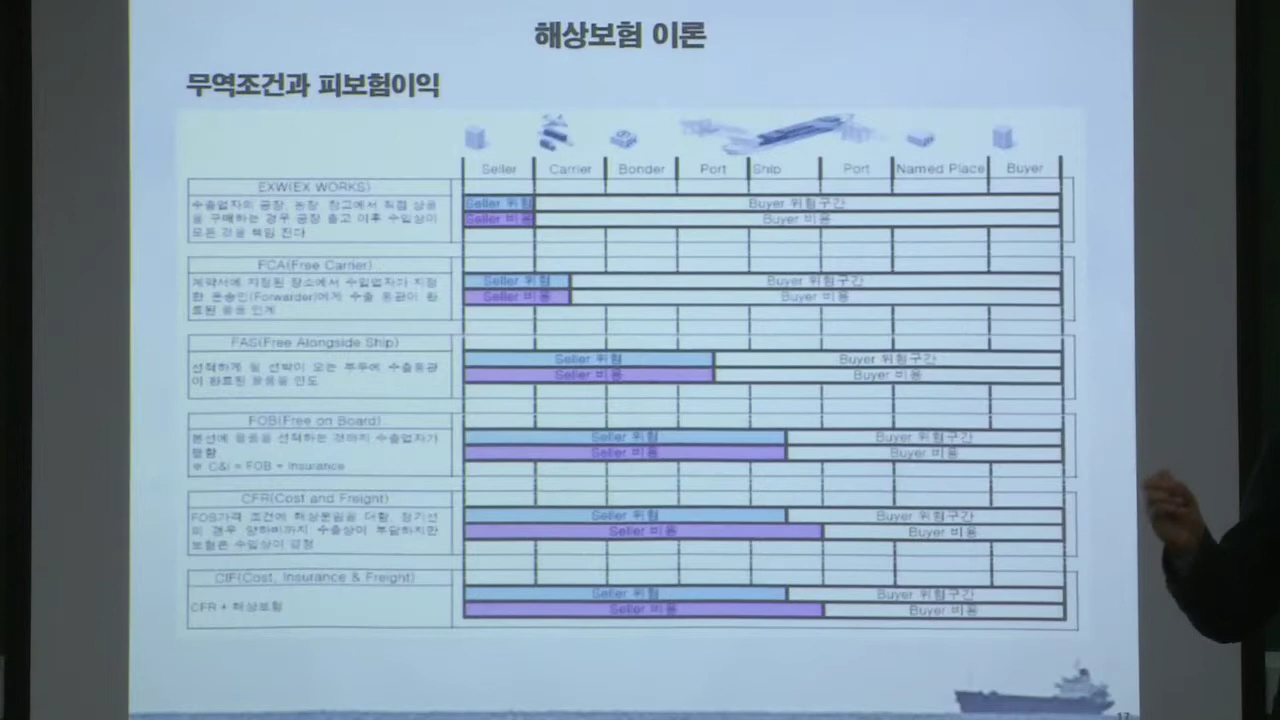 해상보험 이론
무역조건과 피보험이익
Seller Carrier Bonder Port Ship Port Named Place Buyer
EXW(EX WORKS)
수출업자의 공장, 농장, 창고에서 직접 상품
을 구매하는 경우 공장 출고 이후 수입상이
모든 것을 책임 진다
Seller 위험 Buyer 위험구간
Seller 비용 Buyer 비용
FCA(Free Carrier)
계약서에 지정된 장소에서 수입업자가 지정
한 운송인(Forwarder)에게 수출 통관이 완
료된 물품 인계
Seller 위험 Buyer 위험구간
Seller 비용 Buyer 비용
FAS(Free Alongside Ship)
선적하게 될 선박이 오는 부두에 수출통관
이 완료된 물품을 인도
Seller 위험 Buyer 위험구간
Seller 비용 Buyer 비용
FOB(Free on Board)
본선에 물품을 선적하는 것까지 수출업자가
행함
※ C&I = FOB + Insurance
Seller 위험 Buyer 위험구간
Seller 비용 Buyer 비용
CFR(Cost and Freight)
FOB가격 조건에 해상운임을 더함 정기선
의 경우 양하비까지 수출상이 부담하지만
보험은 수입상이 결정
Seller 위험 Buyer 위험구간
Seller 비용 Buyer 비용
CIF(Cost, Insurance & Freight)
CFR + 해상보험
Seller 위험 Buyer 위험구간
Seller 비용 Buyer 비용
17